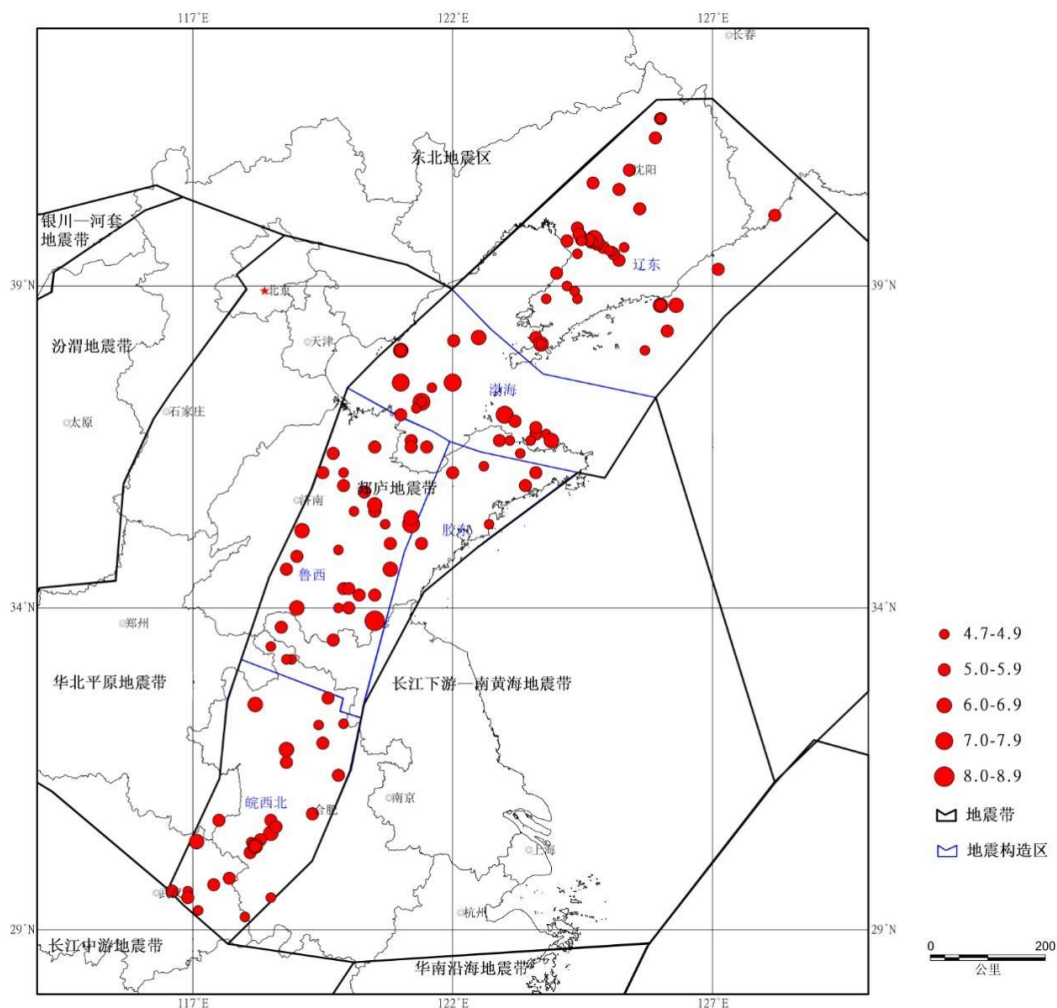 117°E
122°E
127°E
长春
东北地震区
沈阳
银川—河套
地震带
辽东
39°N
39°N
北京
汾渭地震带
天津
渤海
石家庄
太原
郯庐地震带
济南
胶东
鲁西
34°N
34°N
郑州
华北平原地震带
长江下游—南黄海地震带
4.7-4.9
5.0-5.9
6.0-6.9
7.0-7.9
8.0-8.9
地震带
地震构造区
皖西北
合肥
南京
上海
杭州
29°N
29°N
长江中游地震带
华南沿海地震带
0
200
公里
117°E
122°E
127°E